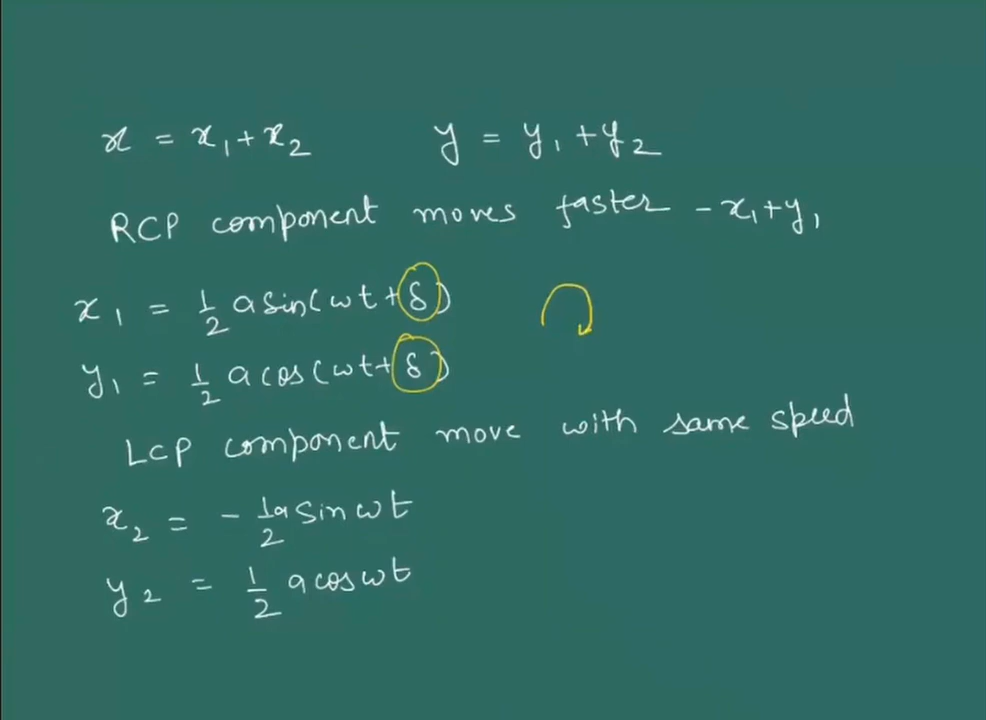 x = x₁ + x₂ y = y₁ + y₂
RCP component moves faster - x₁ + y₁
x₁ = 1/2 a sin(ωt + δ)
y₁ = 1/2 a cos(ωt + δ)
LCP component move with same speed
x₂ = - 1/2 a sin ωt
y₂ = 1/2 a cos ωt